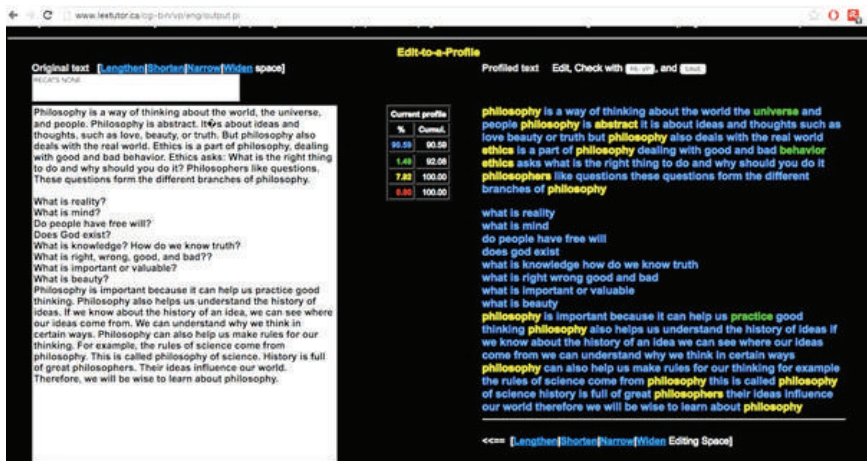 www.lextutor.ca/cgi-bin/vp/eng/output.pl
Edit-to-a-Profile
Original text [Lengthen|Shorten|Narrow|Widen space]
Profiled text Edit, Check with , and
RECATS NONE
Philosophy is a way of thinking about the world, the universe,
and people. Philosophy is abstract. It�s about ideas and
thoughts, such as love, beauty, or truth. But philosophy also
deals with the real world. Ethics is a part of philosophy, dealing
with good and bad behavior. Ethics asks: What is the right thing
to do and why should you do it? Philosophers like questions.
These questions form the different branches of philosophy.
What is reality?
What is mind?
Do people have free will?
Does God exist?
What is knowledge? How do we know truth?
What is right, wrong, good, and bad??
What is important or valuable?
What is beauty?
Philosophy is important because it can help us practice good
thinking. Philosophy also helps us understand the history of
ideas. If we know about the history of an idea, we can see where
our ideas come from. We can understand why we think in
certain ways. Philosophy can also help us make rules for our
thinking. For example, the rules of science come from
philosophy. This is called philosophy of science. History is full
of great philosophers. Their ideas influence our world.
Therefore, we will be wise to learn about philosophy.
Current profile
% Cumul.
90.59 90.59
1.49 92.08
7.92 100.00
0.00 100.00
philosophy is a way of thinking about the world the universe and
people philosophy is abstract it is about ideas and thoughts such as
love beauty or truth but philosophy also deals with the real world
ethics is a part of philosophy dealing with good and bad behavior
ethics asks what is the right thing to do and why should you do it
philosophers like questions these questions form the different
branches of philosophy
what is reality
what is mind
do people have free will
does god exist
what is knowledge how do we know truth
what is right wrong good and bad
what is important or valuable
what is beauty
philosophy is important because it can help us practice good
thinking philosophy also helps us understand the history of ideas if
we know about the history of an idea we can see where our ideas
come from we can understand why we think in certain ways
philosophy can also help us make rules for our thinking for example
the rules of science come from philosophy this is called philosophy
of science history is full of great philosophers their ideas influence
our world therefore we will be wise to learn about philosophy
<<== [Lengthen|Shorten|Narrow|Widen Editing Space]